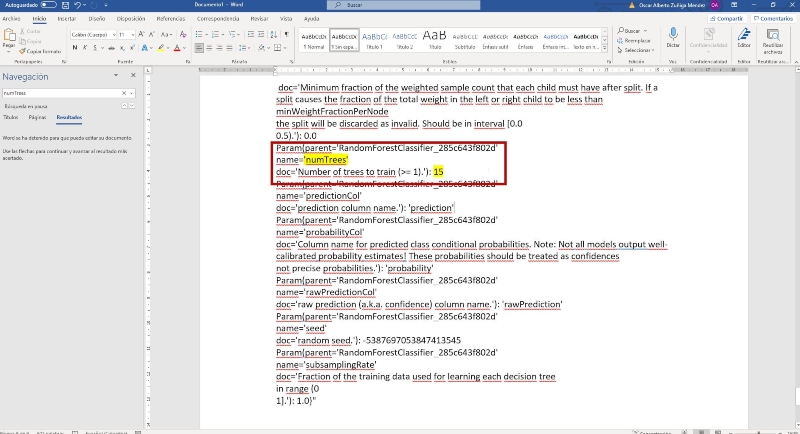 Autoguardado
Documento1 - Word
Buscar
Oscar Alberto Zuñiga Mendez
OA
Archivo Inicio Insertar Diseño Disposición Referencias Correspondencias Revisar Vista Ayuda
Compartir
Comentarios
Pegar
Cortar
Copiar
Copiar formato
Calibri (Cuerpo) 11
AaBbCcDc AaBbCcDc AaBbCc AaBbCcC AaB AaBbCcC AaBbCcDc AaBbCcDc AaBbCcDc
1 Normal 1 Sin espa... Título 1 Título 2 Título Subtítulo Énfasis sutil Énfasis Texto en n...
Buscar
Reemplazar
Seleccionar
Dictar
Confidencialidad
Editor
Reutilizar
archivos
Portapapeles
Fuente
Párrafo
Estilos
Edición
Voz
Confidencialidad
Editor
Navegación
numTrees
Búsqueda en pausa
Títulos Páginas Resultados
Word se ha detenido para que pueda editar su documento.
Use las flechas para continuar y avanzar al resultado más
acertado.
doc='Minimum fraction of the weighted sample count that each child must have after split. If a
split causes the fraction of the total weight in the left or right child to be less than
minWeightFractionPerNode
the split will be discarded as invalid. Should be in interval [0.0
0.5).'): 0.0
Param(parent='RandomForestClassifier_285c643f802d'
name='numTrees'
doc='Number of trees to train (>= 1).'): 15
Param(parent='RandomForestClassifier_285c643f802d'
name='predictionCol'
doc='prediction column name.'): 'prediction'
Param(parent='RandomForestClassifier_285c643f802d'
name='probabilityCol'
doc='Column name for predicted class conditional probabilities. Note: Not all models output well-
calibrated probability estimates! These probabilities should be treated as confidences
not precise probabilities.'): 'probability'
Param(parent='RandomForestClassifier_285c643f802d'
name='rawPredictionCol'
doc='raw prediction (a.k.a. confidence) column name.'): 'rawPrediction'
Param(parent='RandomForestClassifier_285c643f802d'
name='seed'
doc='random seed.'): -5387697053847413545
Param(parent='RandomForestClassifier_285c643f802d'
name='subsamplingRate'
doc='Fraction of the training data used for learning each decision tree
in range (0
1].'): 1.0}"